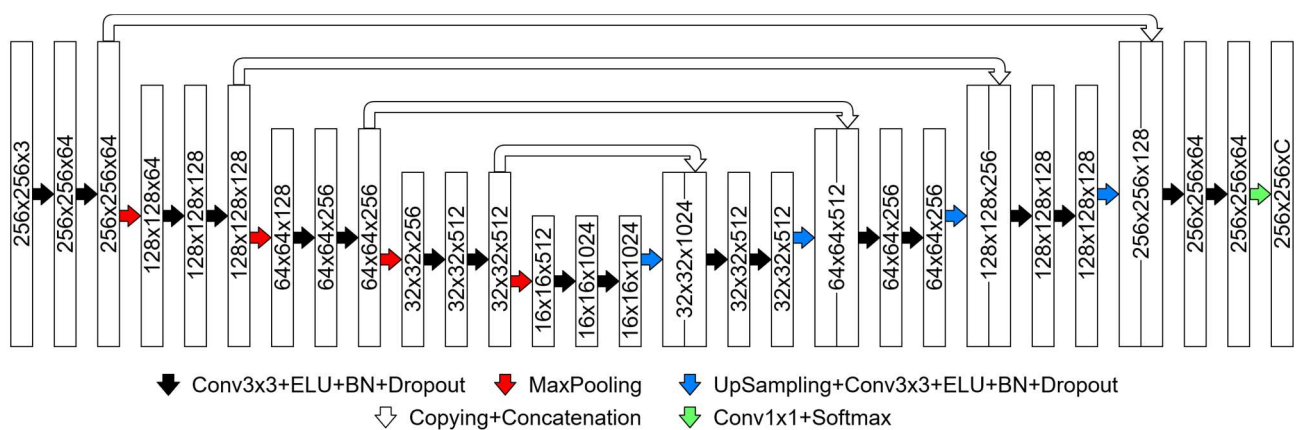 256x256x3
256x256x64
256x256x64
128x128x64
128x128x128
128x128x128
64x64x128
64x64x256
64x64x256
32x32x256
32x32x512
32x32x512
16x16x512
16x16x1024
16x16x1024
32x32x1024
32x32x512
32x32x512
64x64x512
64x64x256
64x64x256
128x128x256
128x128x128
128x128x128
256x256x128
256x256x64
256x256x64
256x256xC
Conv3x3+ELU+BN+Dropout
MaxPooling
UpSampling+Conv3x3+ELU+BN+Dropout
Copying+Concatenation
Conv1x1+Softmax